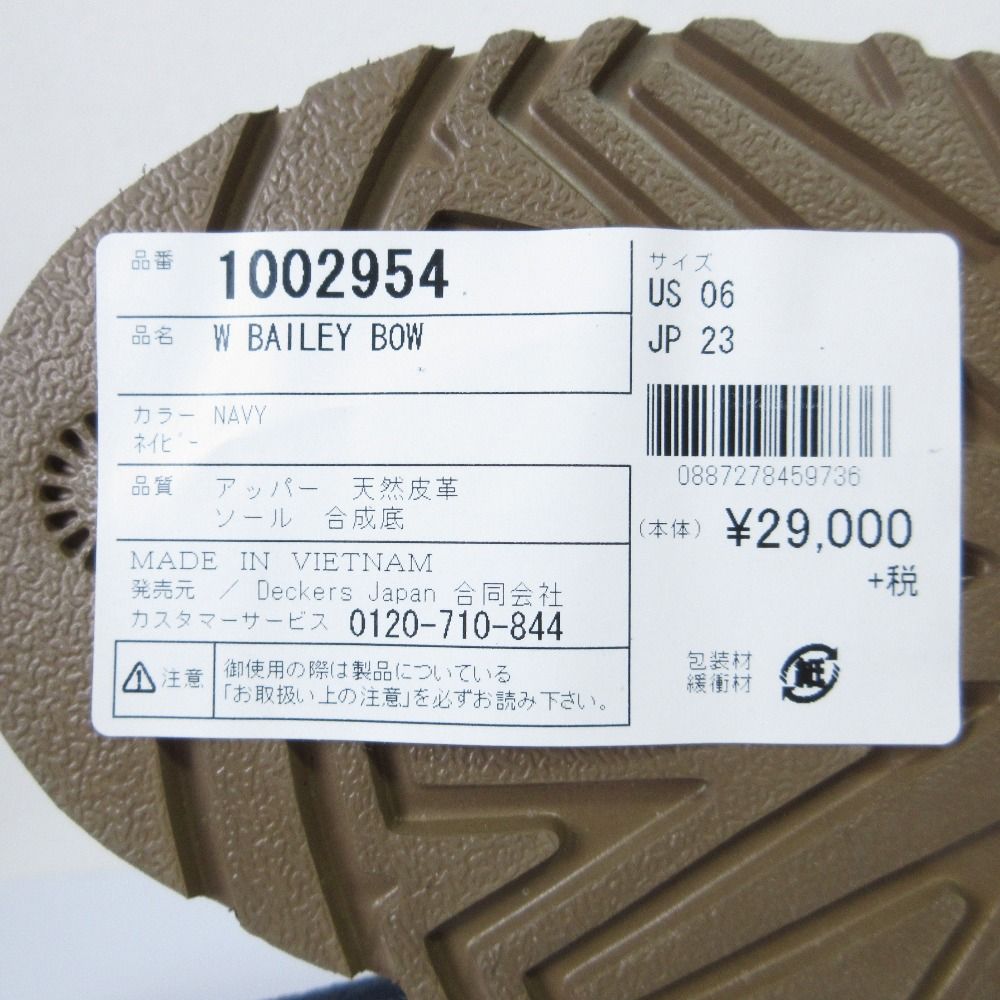 品番 1002954
品名 W BAILEY BOW
カラー NAVY
ﾈｲﾋﾞｰ
品質 アッパー 天然皮革
ソール 合成底
MADE IN VIETNAM
発売元 / Deckers Japan 合同会社
カスタマーサービス 0120-710-844
注意
御使用の際は製品についている
「お取扱い上の注意」を必ずお読み下さい。
サイズ
US 06
JP 23
0887278459736
(本体) ¥29,000
+税
包装材
緩衝材
紙